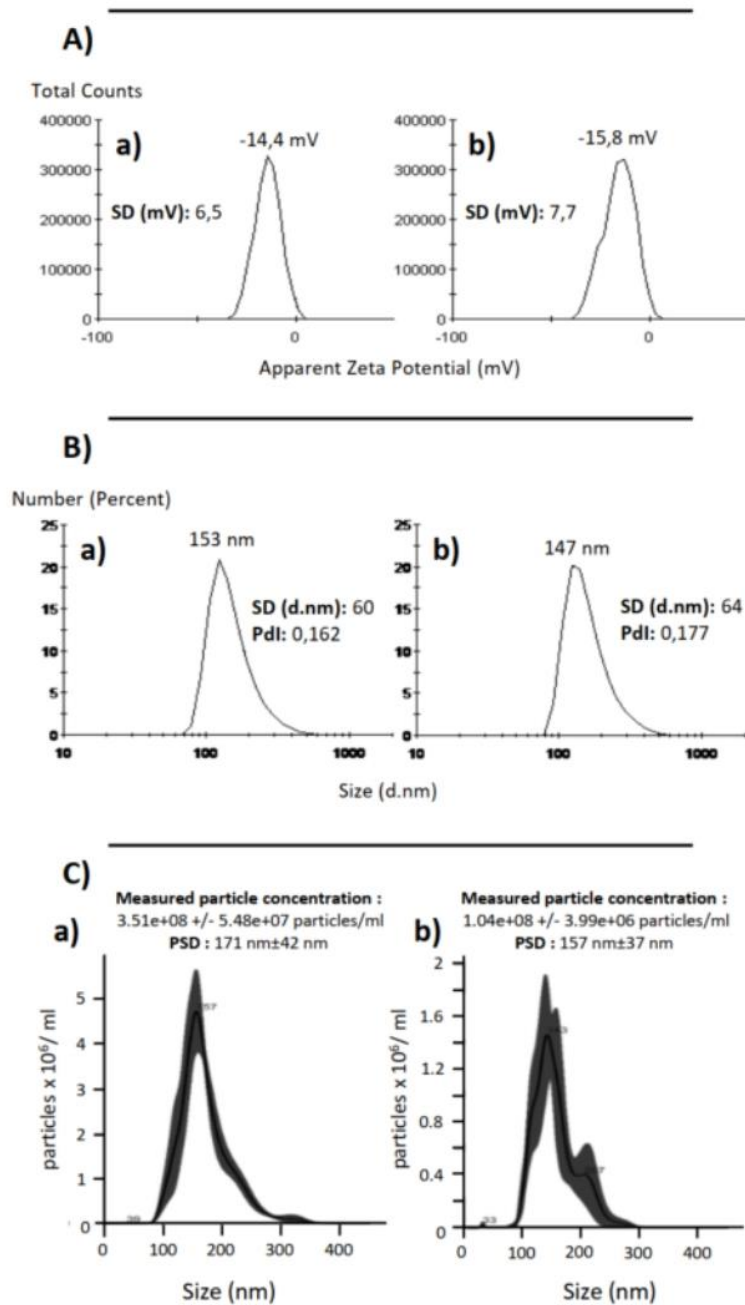 A)
Total Counts
400000
300000
200000
100000
0
-100
0
a)
-14,4 mV
SD (mV): 6,5
400000
300000
200000
100000
0
-100
0
b)
-15,8 mV
SD (mV): 7,7
Apparent Zeta Potential (mV)
B)
Number (Percent)
25
20
15
10
5
0
10
100
1000
a)
153 nm
SD (d.nm): 60
PdI: 0,162
25
20
15
10
5
0
10
100
1000
b)
147 nm
SD (d.nm): 64
PdI: 0,177
Size (d.nm)
C)
Measured particle concentration :
3.51e+08 +/- 5.48e+07 particles/ml
PSD : 171 nm±42 nm
a)
5
4
3
2
1
0
particles x 10⁶/ ml
0
100
200
300
400
Size (nm)
Measured particle concentration :
1.04e+08 +/- 3.99e+06 particles/ml
PSD : 157 nm±37 nm
b)
2
1.6
1.2
0.8
0.4
0
particles x 10⁶/ ml
33
0
100
200
300
400
Size (nm)